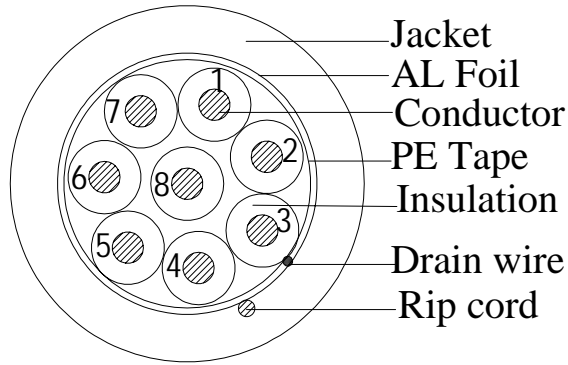 Jacket
AL Foil
Conductor
PE Tape
Insulation
Drain wire
Rip cord
1
2
3
4
5
6
7
8